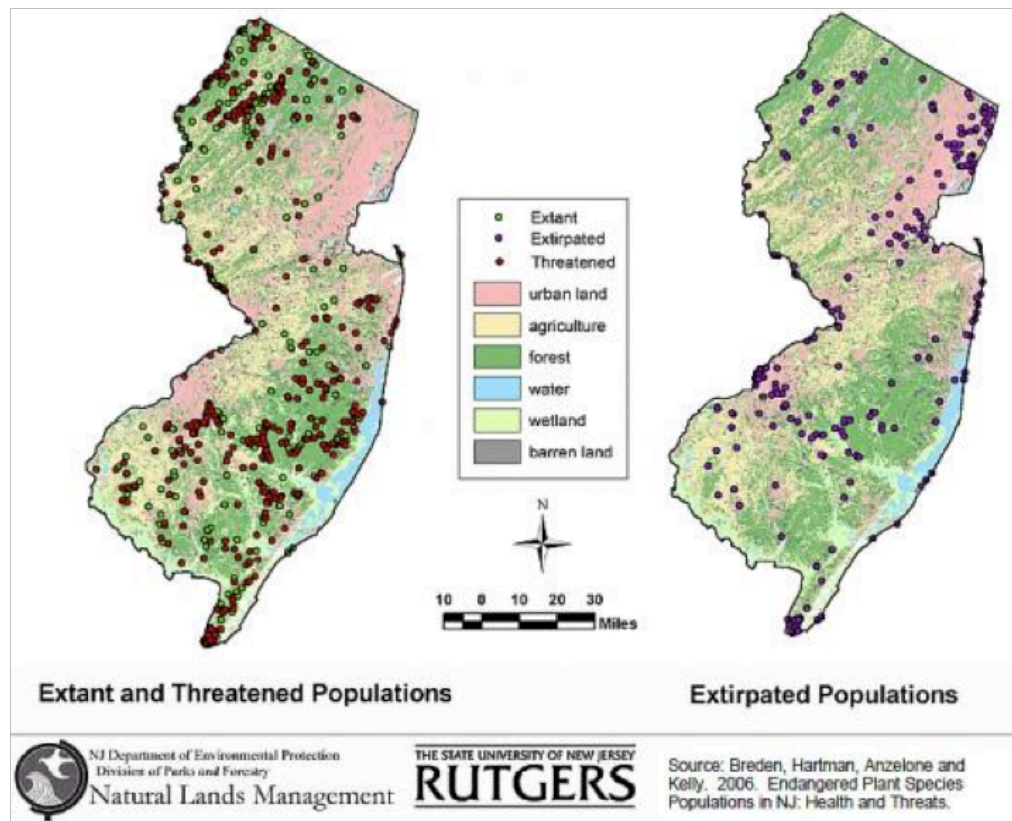 Extant
Extirpated
Threatened
urban land
agriculture
forest
water
wetland
barren land
N
10 0 10 20 30
Miles
Extant and Threatened Populations
Extirpated Populations
NJ Department of Environmental Protection
Division of Parks and Forestry
Natural Lands Management
THE STATE UNIVERSITY OF NEW JERSEY
RUTGERS
Source: Breden, Hartman, Anzelone and
Kelly. 2006. Endangered Plant Species
Populations in NJ: Health and Threats.